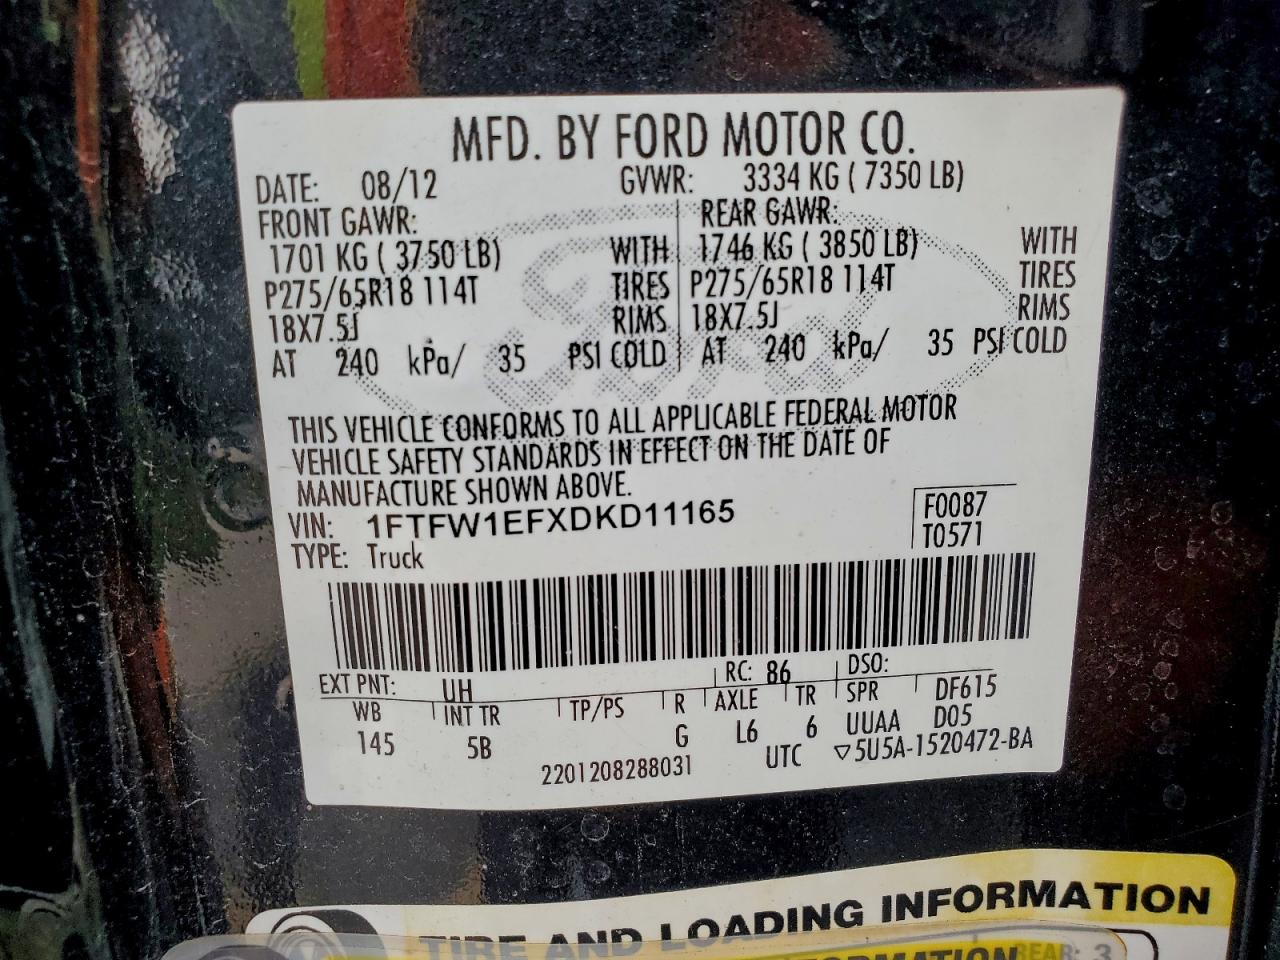 MFD. BY FORD MOTOR CO.
DATE: 08/12 GVWR: 3334 KG ( 7350 LB)
FRONT GAWR: REAR GAWR:
1701 KG ( 3750 LB) WITH 1746 KG ( 3850 LB) WITH
P275/65R18 114T TIRES P275/65R18 114T TIRES
18X7.5J RIMS 18X7.5J RIMS
AT 240 kPa/ 35 PSI COLD AT 240 kPa/ 35 PSI COLD
Ford
THIS VEHICLE CONFORMS TO ALL APPLICABLE FEDERAL MOTOR
VEHICLE SAFETY STANDARDS IN EFFECT ON THE DATE OF
MANUFACTURE SHOWN ABOVE.
VIN: 1FTFW1EFXDKD11165 F0087
TYPE: Truck T0571
EXT PNT: UH RC: 86 DSO:
WB INT TR TP/PS R AXLE TR SPR DF615
145 5B G L6 6 UUAA D05
2201208288031 UTC ▽5U5A-1520472-BA
TIRE AND LOADING INFORMATION
REAR: 3